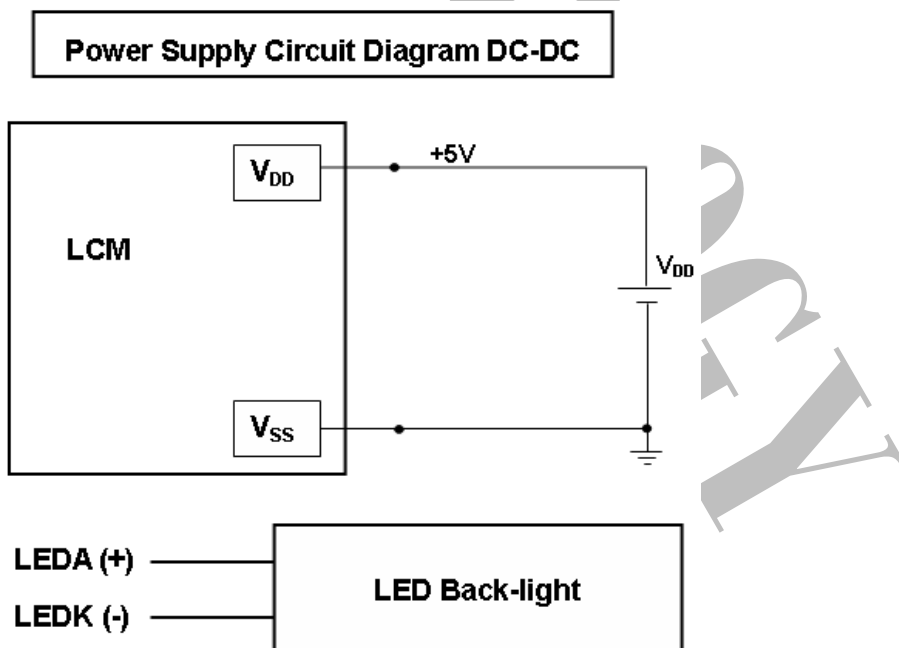 Power Supply Circuit Diagram DC-DC
VDD
+5V
LCM
VDD
VSS
LEDA (+)
LED Back-light
LEDK (-)